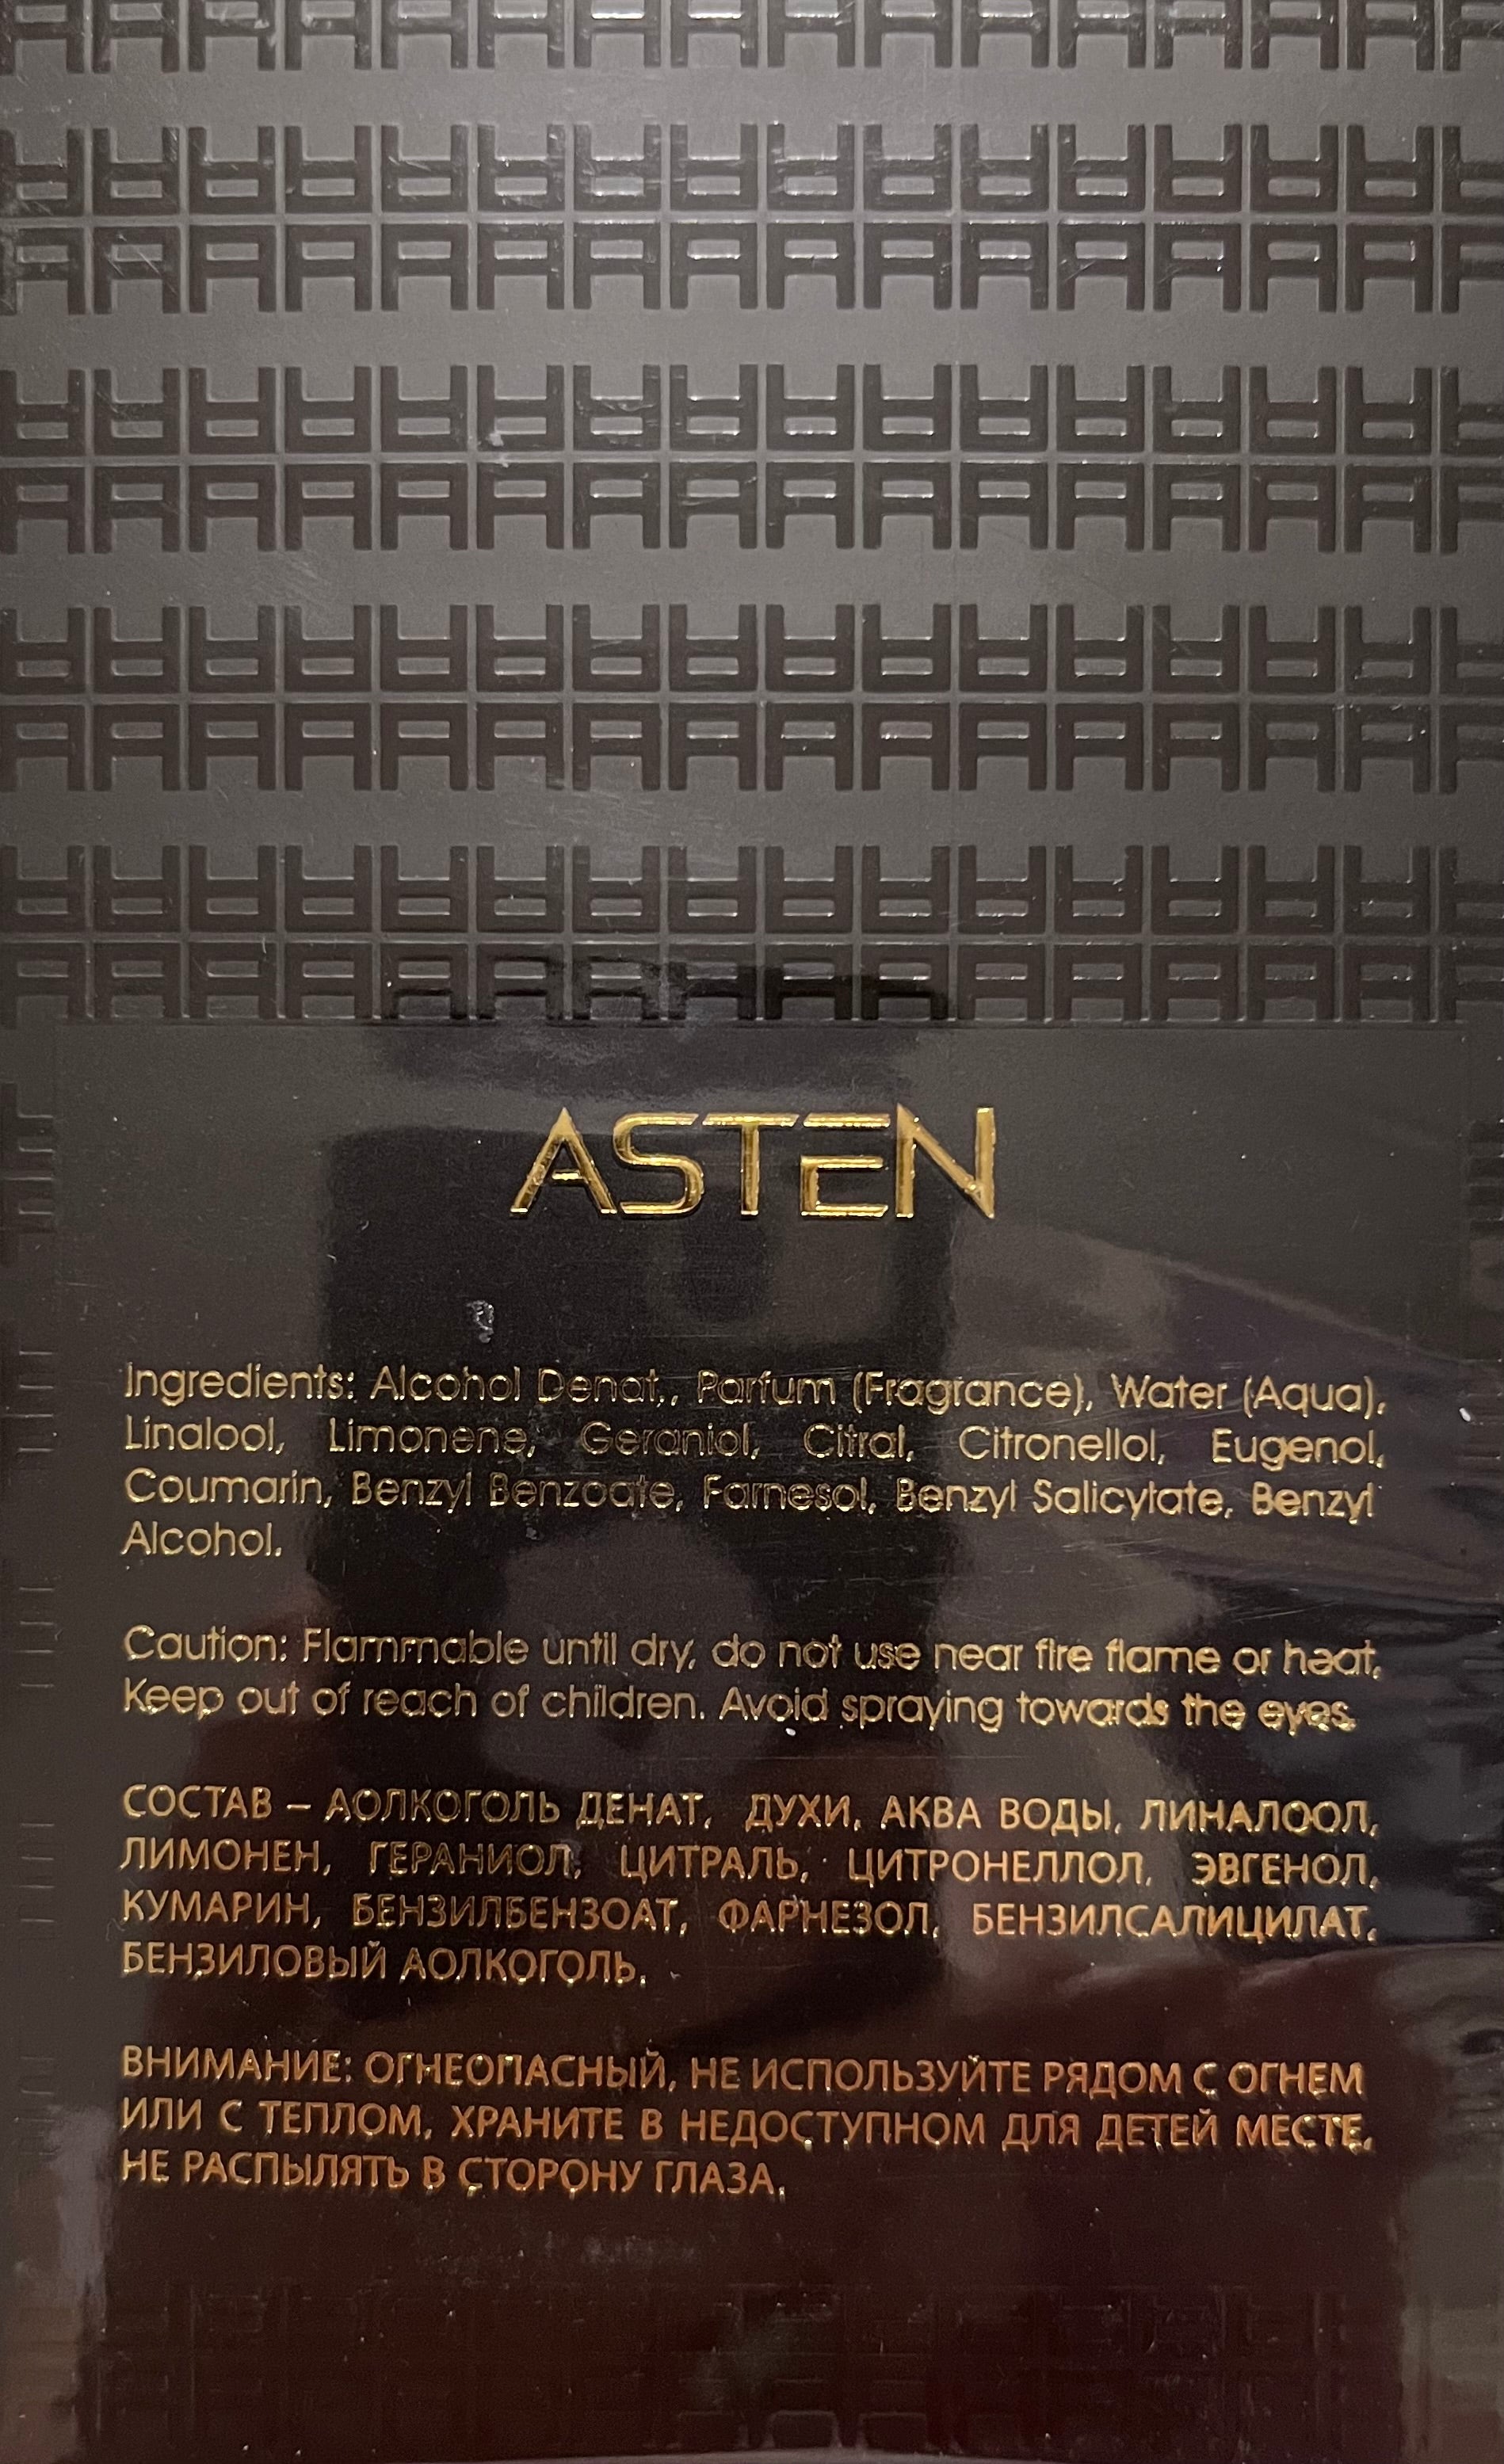 ASTEN
Ingredients: Alcohol Denat., Parfum (Fragrance), Water (Aqua),
Linalool, Limonene, Geraniol, Citral, Citronellol, Eugenol,
Coumarin, Benzyl Benzoate, Farnesol, Benzyl Salicylate, Benzyl
Alcohol.
Caution: Flammable until dry, do not use near fire flame or heat,
Keep out of reach of children. Avoid spraying towards the eyes.
СОСТАВ – АОЛКОГОЛЬ ДЕНАТ, ДУХИ, АКВА ВОДЫ, ЛИНАЛООЛ,
ЛИМОНЕН, ГЕРАНИОЛ, ЦИТРАЛЬ, ЦИТРОНЕЛЛОЛ, ЭВГЕНОЛ,
КУМАРИН, БЕНЗИЛБЕНЗОАТ, ФАРНЕЗОЛ, БЕНЗИЛСАЛИЦИЛАТ,
БЕНЗИЛОВЫЙ АОЛКОГОЛЬ.
ВНИМАНИЕ: ОГНЕОПАСНЫЙ, НЕ ИСПОЛЬЗУЙТЕ РЯДОМ С ОГНЕМ
ИЛИ С ТЕПЛОМ, ХРАНИТЕ В НЕДОСТУПНОМ ДЛЯ ДЕТЕЙ МЕСТЕ,
НЕ РАСПЫЛЯТЬ В СТОРОНУ ГЛАЗА.